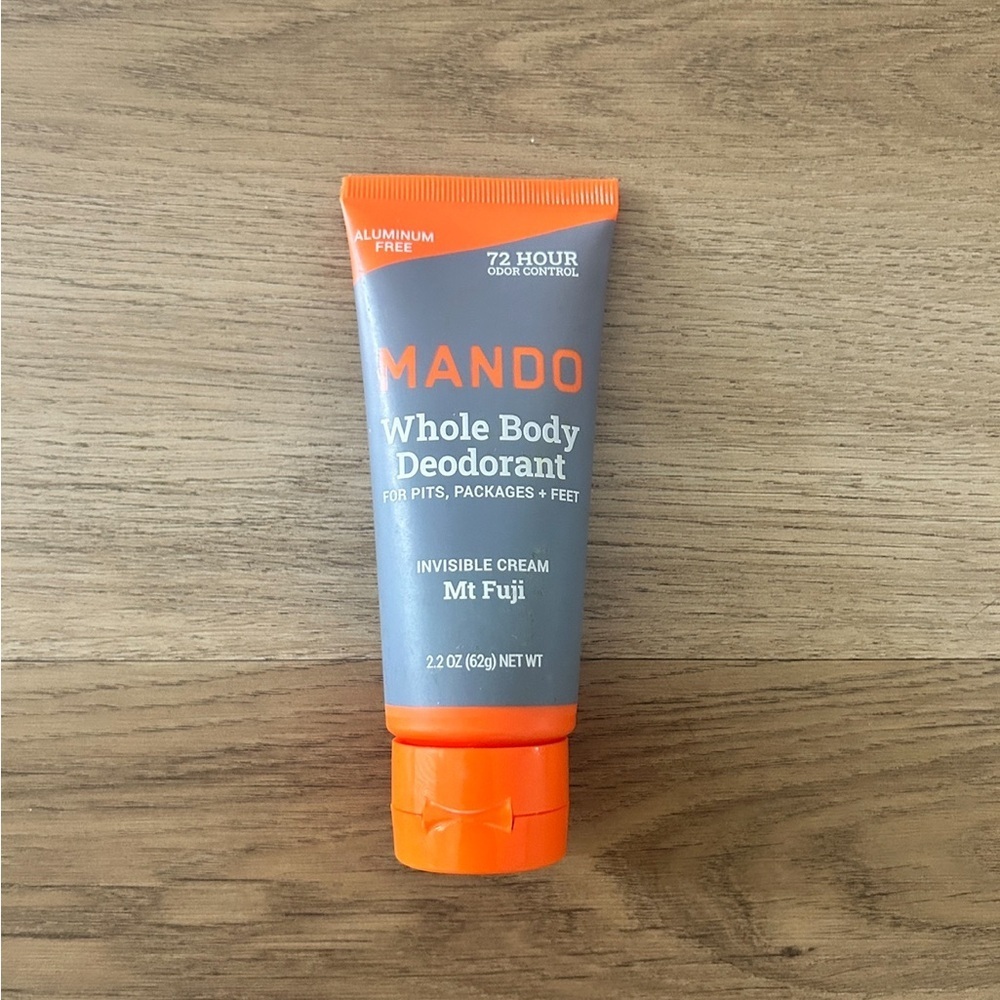 ALUMINUM
FREE
72 HOUR
ODOR CONTROL
MANDO
Whole Body
Deodorant
FOR PITS, PACKAGES + FEET
INVISIBLE CREAM
Mt Fuji
2.2 OZ (62g) NET WT